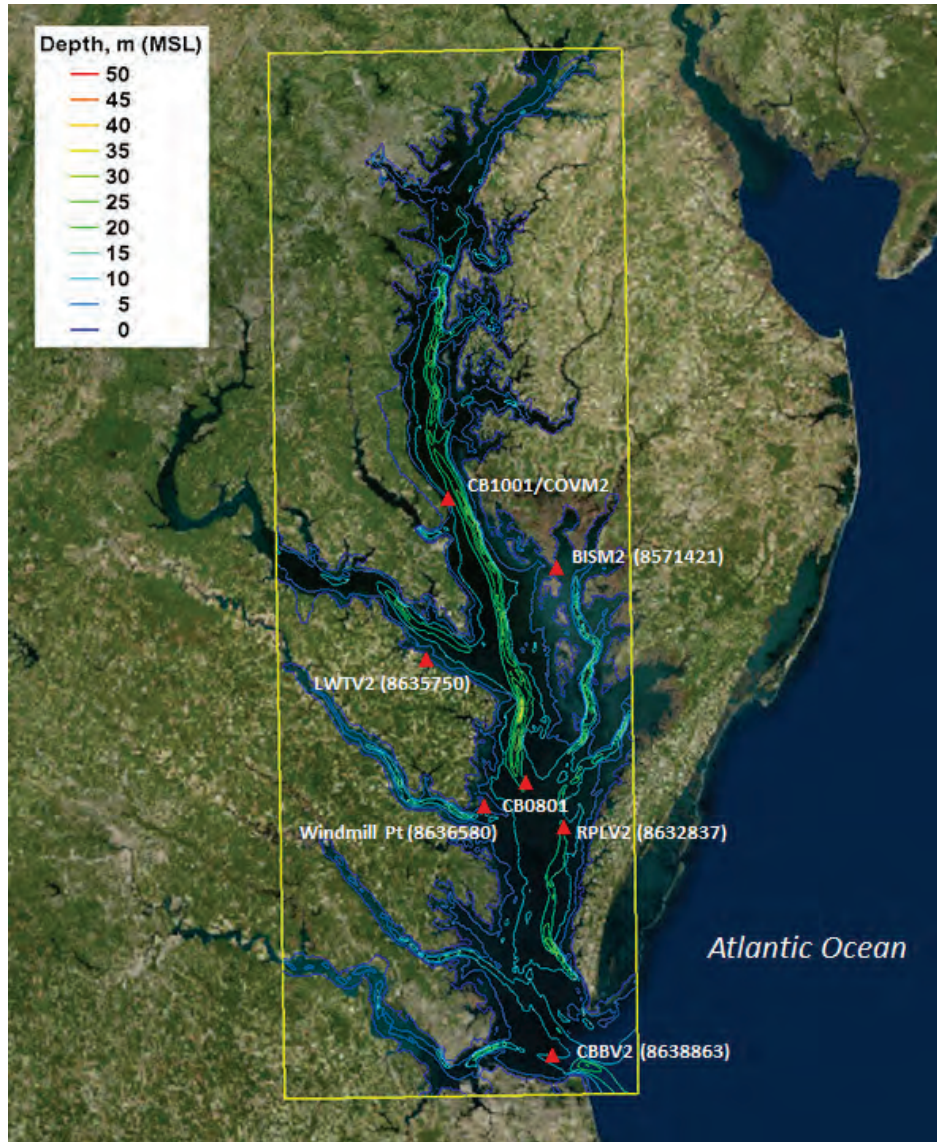 Depth, m (MSL)
50
45
40
35
30
25
20
15
10
5
0
CB1001/COVM2
BISM2 (8571421)
LWTV2 (8635750)
CB0801
Windmill Pt (8636580)
RPLV2 (8632837)
Atlantic Ocean
CBBV2 (8638863)